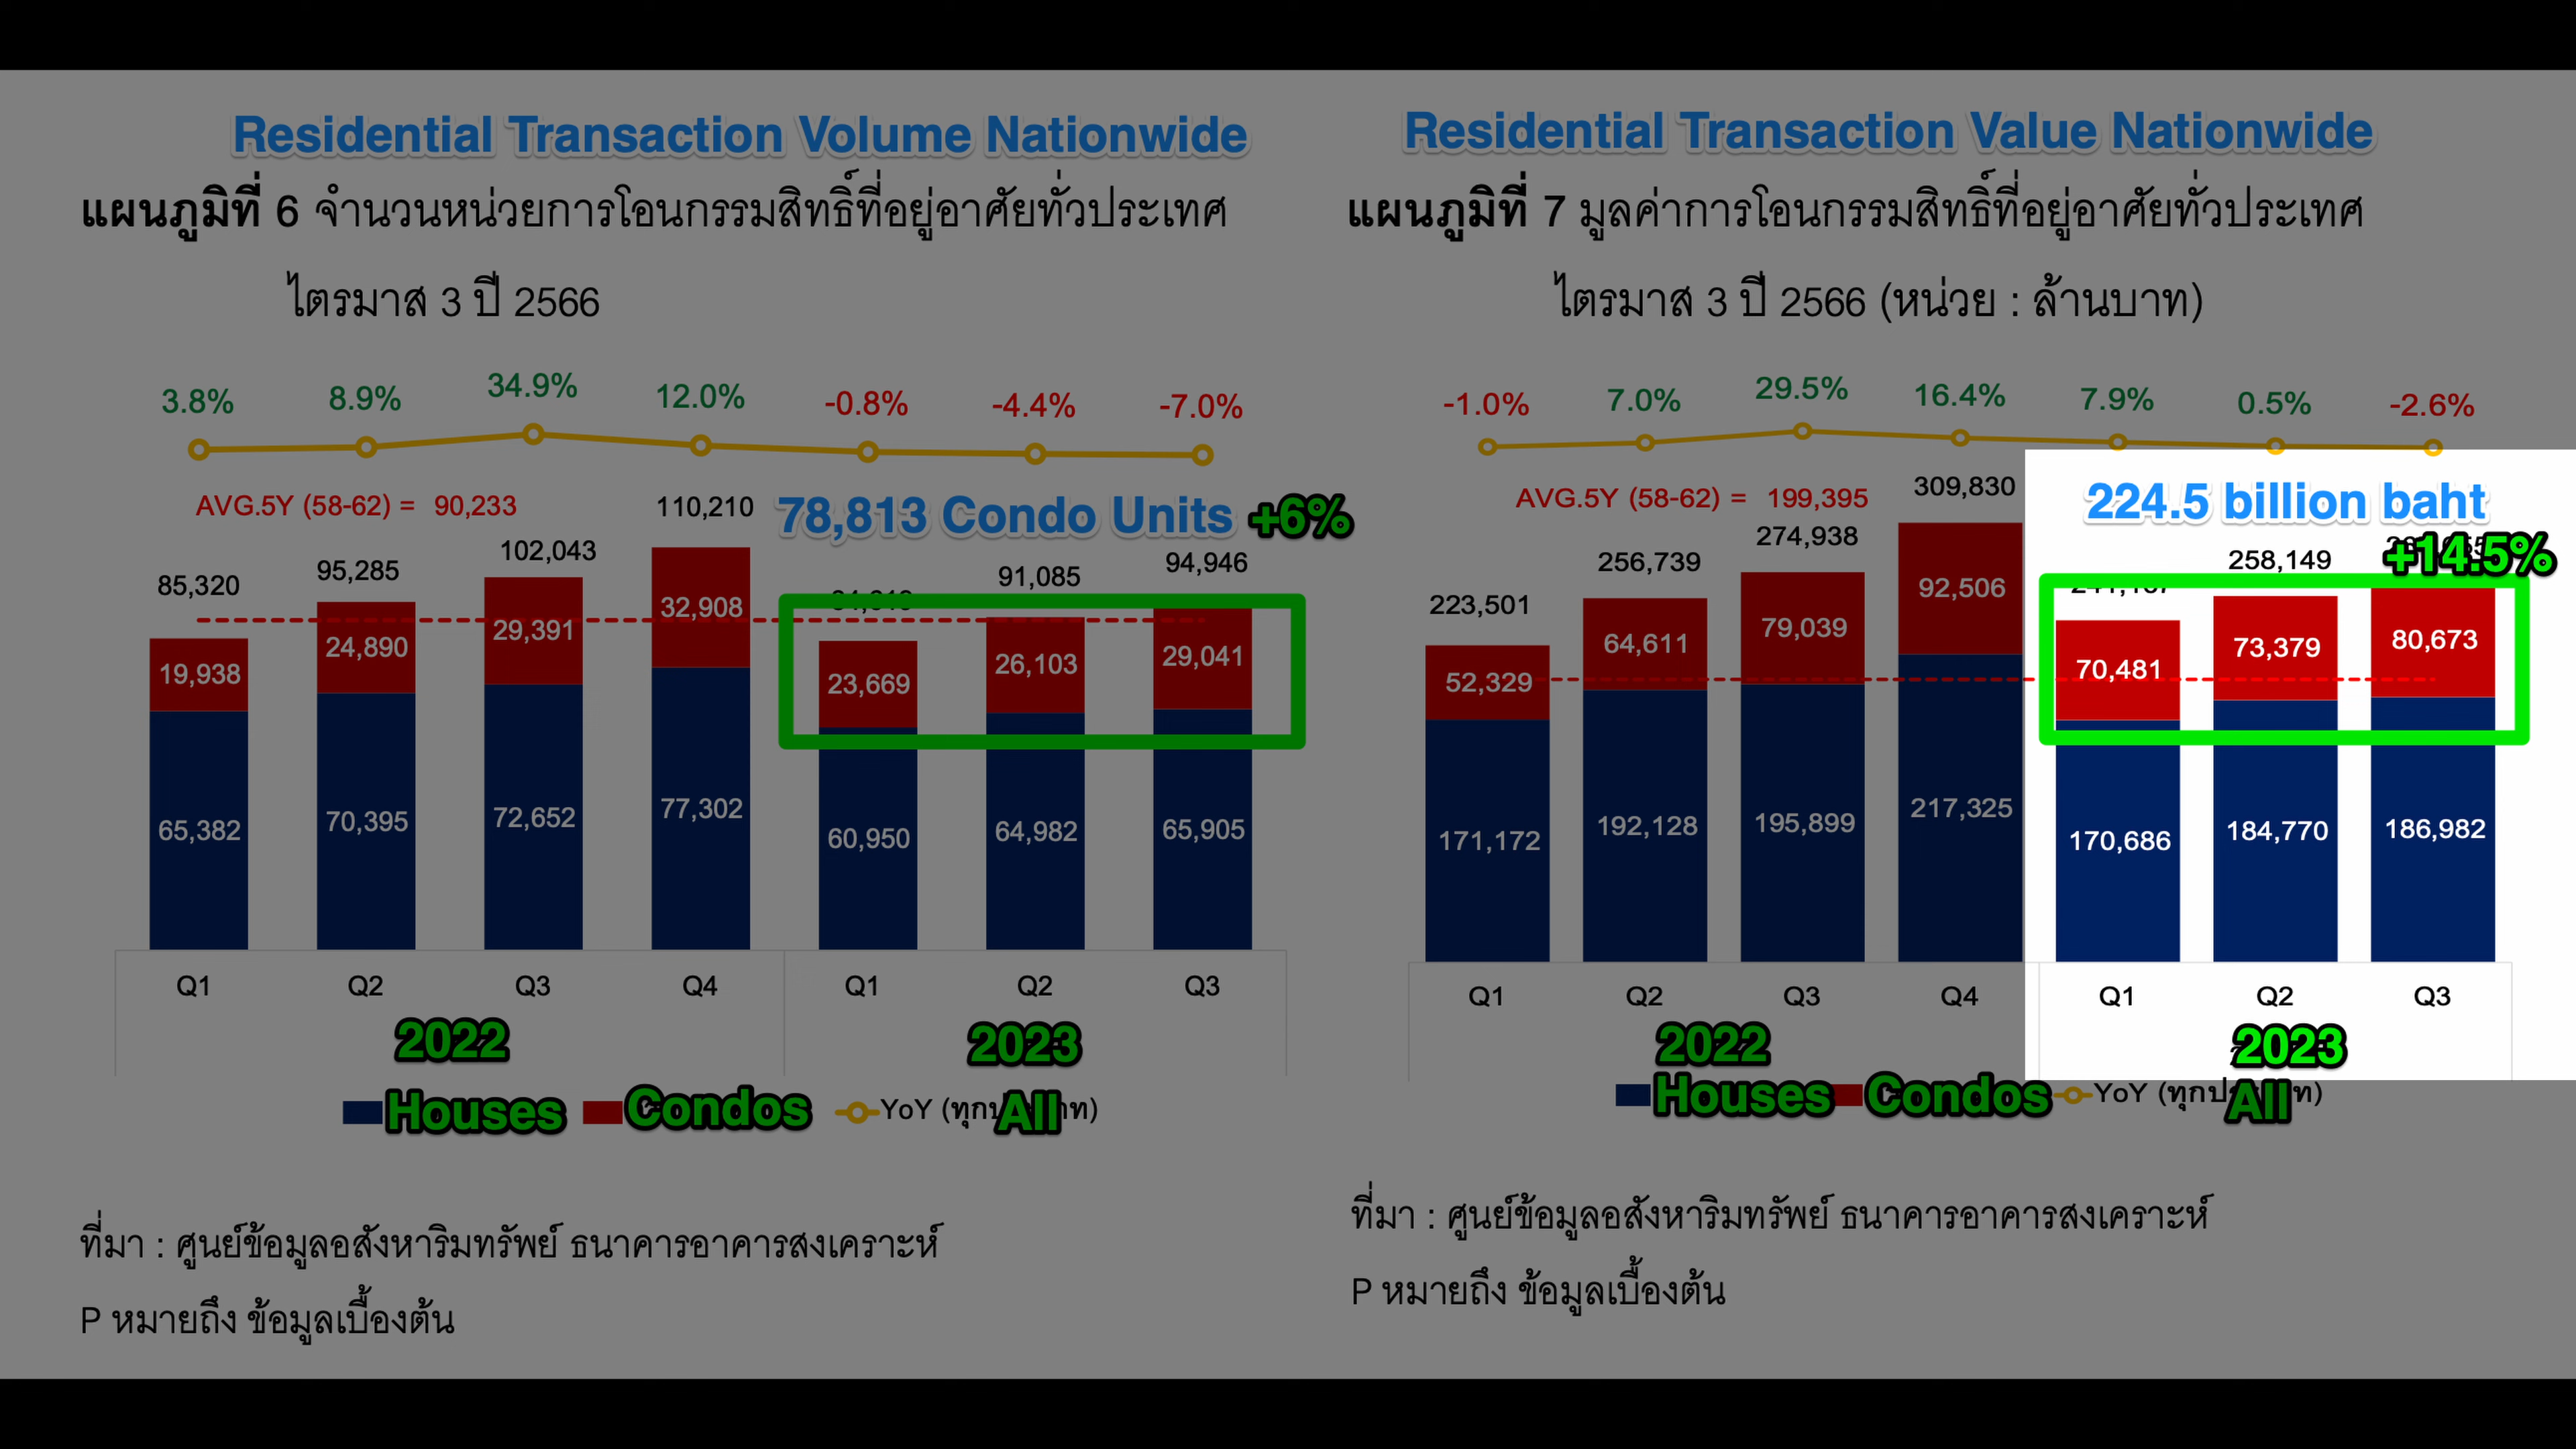 Residential Transaction Volume Nationwide
แผนภูมิที่ 6 จำนวนหน่วยการโอนกรรมสิทธิ์ที่อยู่อาศัยทั่วประเทศ
ไตรมาส 3 ปี 2566
3.8% 8.9% 34.9% 12.0% -0.8% -4.4% -7.0%
AVG.5Y (58-62) = 90,233
78,813 Condo Units +6%
85,320 95,285 102,043 110,210 91,085 94,946
19,938 24,890 29,391 32,908 23,669 26,103 29,041
65,382 70,395 72,652 77,302 60,950 64,982 65,905
Q1 Q2 Q3 Q4 Q1 Q2 Q3
2022 2023
Houses Condos YoY All
ที่มา : ศูนย์ข้อมูลอสังหาริมทรัพย์ ธนาคารอาคารสงเคราะห์
P หมายถึง ข้อมูลเบื้องต้น
Residential Transaction Value Nationwide
แผนภูมิที่ 7 มูลค่าการโอนกรรมสิทธิ์ที่อยู่อาศัยทั่วประเทศ
ไตรมาส 3 ปี 2566 (หน่วย : ล้านบาท)
-1.0% 7.0% 29.5% 16.4% 7.9% 0.5% -2.6%
AVG.5Y (58-62) = 199,395
224.5 billion baht
+14.5%
223,501 256,739 274,938 309,830 258,149
52,329 64,611 79,039 92,506 70,481 73,379 80,673
171,172 192,128 195,899 217,325 170,686 184,770 186,982
Q1 Q2 Q3 Q4 Q1 Q2 Q3
2022 2023
Houses Condos YoY All
ที่มา : ศูนย์ข้อมูลอสังหาริมทรัพย์ ธนาคารอาคารสงเคราะห์
P หมายถึง ข้อมูลเบื้องต้น